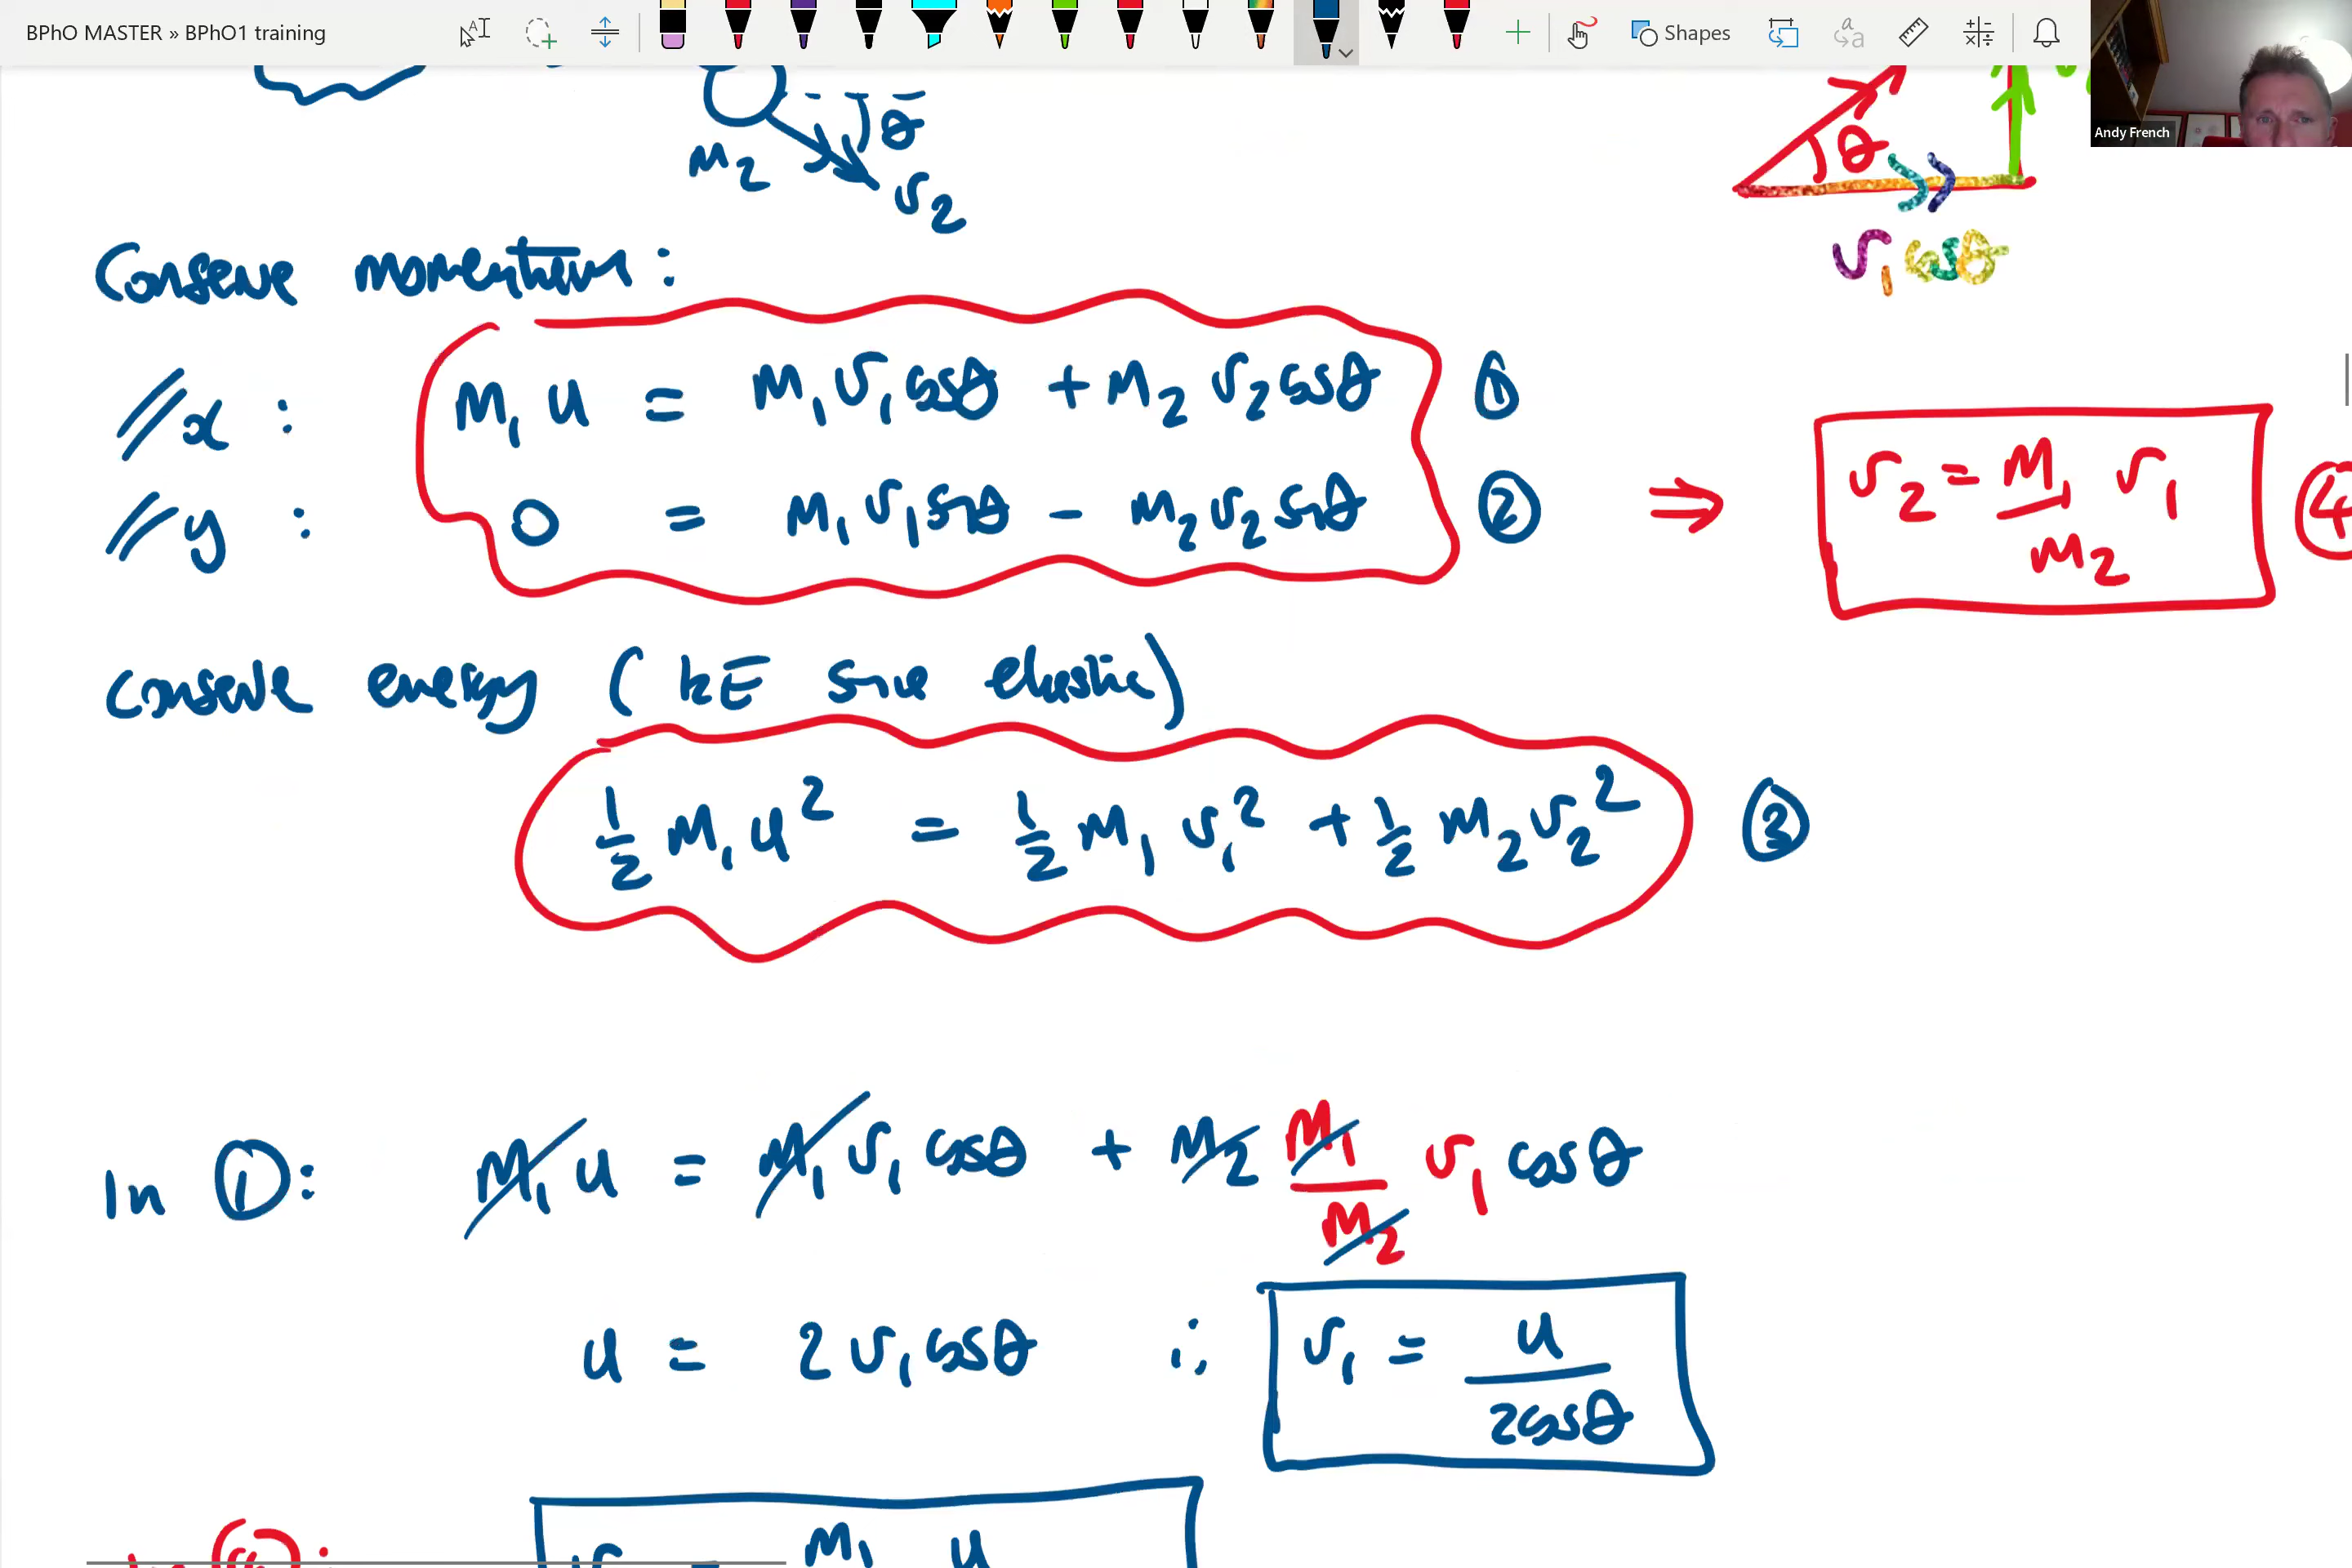 BPhO MASTER » BPhO1 training
Shapes
Andy French
θ
m₂
v₂
θ
v₁ cosθ
Conserve momentum:
//x : m₁ u = m₁ v₁ cosθ + m₂ v₂ cosθ ①
//y : 0 = m₁ v₁ sinθ - m₂ v₂ sinθ ② ⇒ v₂ = m₁/m₂ v₁ ④
Conserve energy ( kE since elastic)
½ m₁ u² = ½ m₁ v₁² + ½ m₂ v₂² ③
In ①: m₁ u = m₁ v₁ cosθ + m₂ m₁/m₂ v₁ cosθ
u = 2 v₁ cosθ ∴ v₁ = u/2cosθ
m₁ u